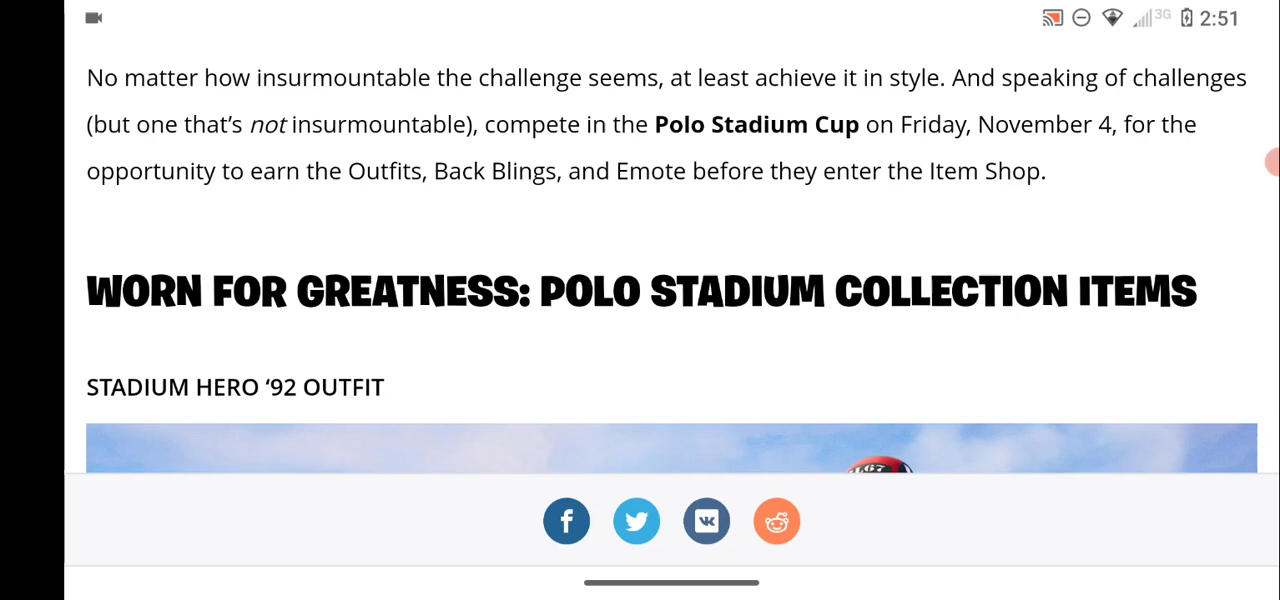 3G 2:51
No matter how insurmountable the challenge seems, at least achieve it in style. And speaking of challenges
(but one that’s not insurmountable), compete in the Polo Stadium Cup on Friday, November 4, for the
opportunity to earn the Outfits, Back Blings, and Emote before they enter the Item Shop.
WORN FOR GREATNESS: POLO STADIUM COLLECTION ITEMS
STADIUM HERO ‘92 OUTFIT